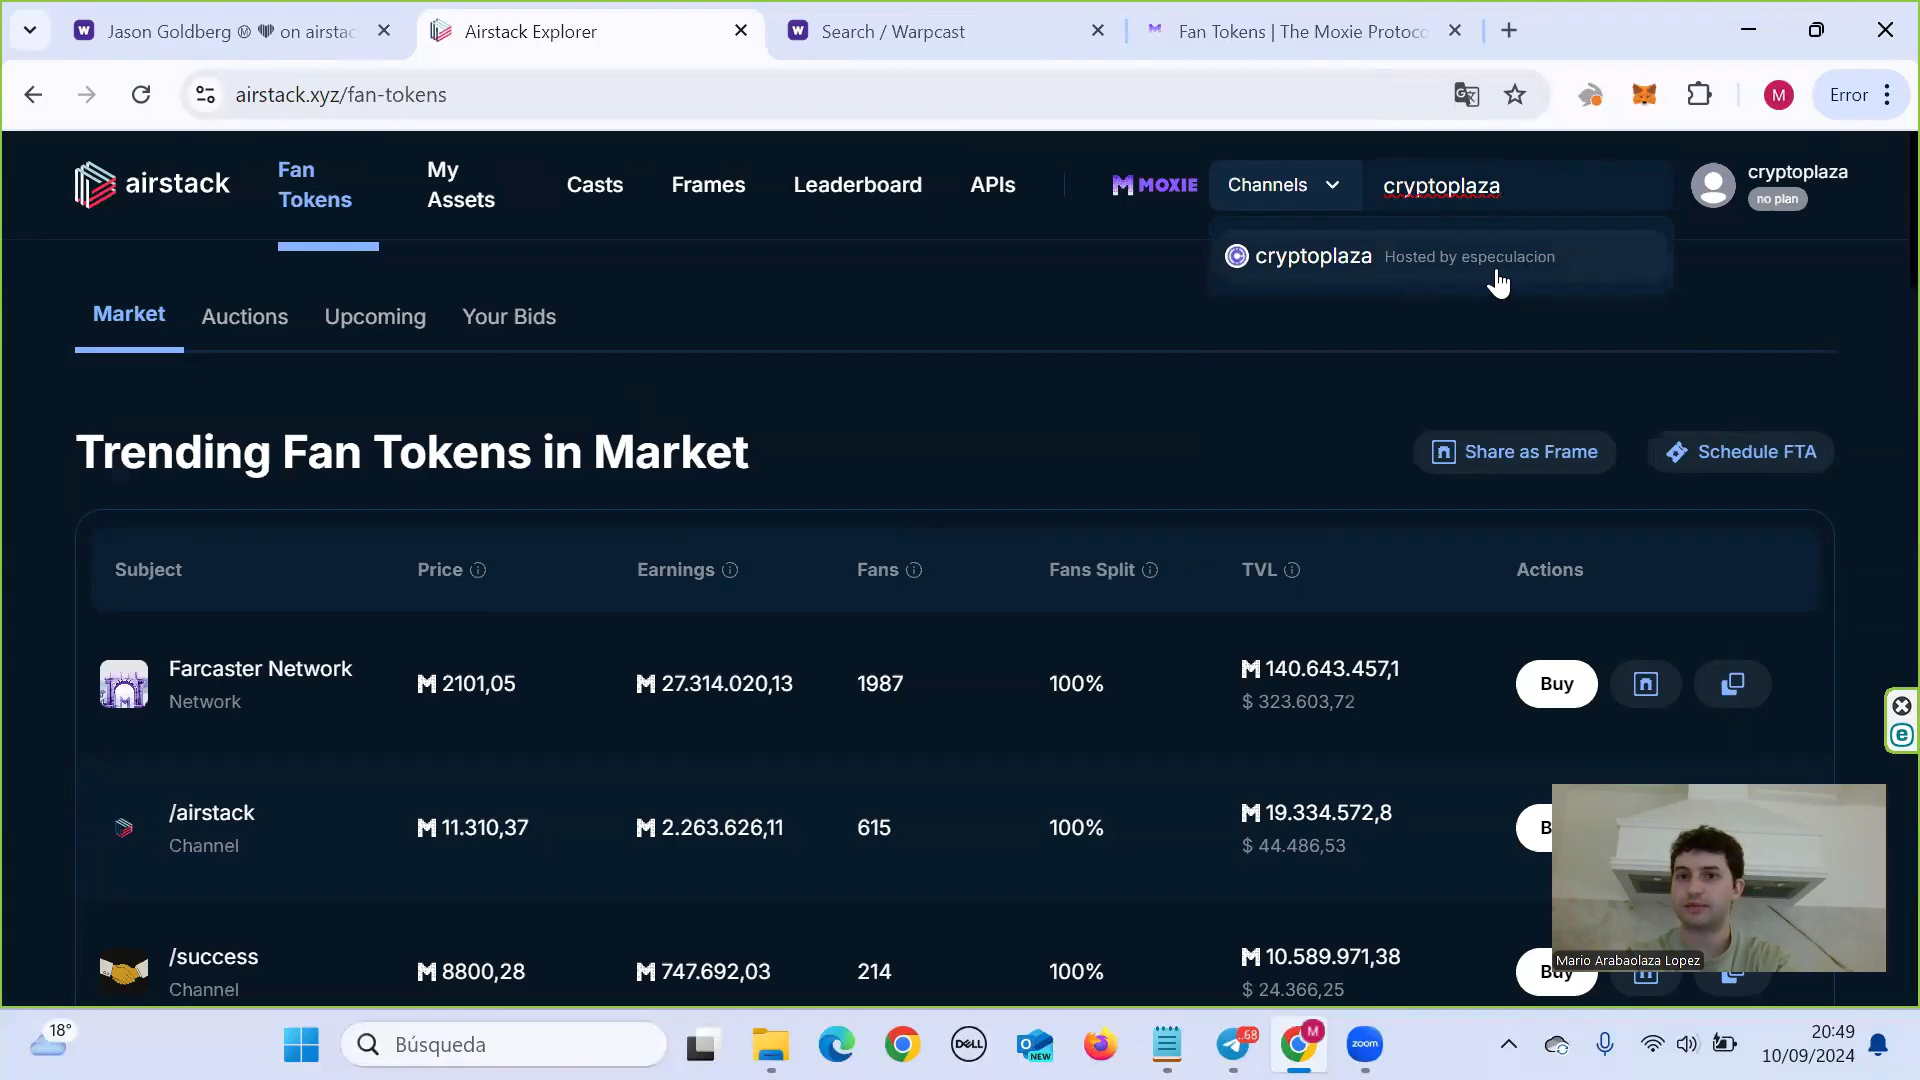 Jason Goldberg Ⓜ on airstac
Airstack Explorer
Search / Warpcast
Fan Tokens | The Moxie Protoco
airstack.xyz/fan-tokens
M
Error
airstack
Fan Tokens
My Assets
Casts
Frames
Leaderboard
APIs
MOXIE
Channels
cryptoplaza
cryptoplaza
no plan
cryptoplaza Hosted by especulacion
Market
Auctions
Upcoming
Your Bids
Trending Fan Tokens in Market
Share as Frame
Schedule FTA
Subject Price Earnings Fans Fans Split TVL Actions
Farcaster Network
Network
2101,05
27.314.020,13
1987
100%
140.643.457,1
$ 323.603,72
Buy
/airstack
Channel
11.310,37
2.263.626,11
615
100%
19.334.572,8
$ 44.486,53
B
/success
Channel
8800,28
747.692,03
214
100%
10.589.971,38
$ 24.366,25
Buy
Mario Arabaolaza Lopez
18°
Búsqueda
DELL
NEW
68
M
zoom
20:49
10/09/2024